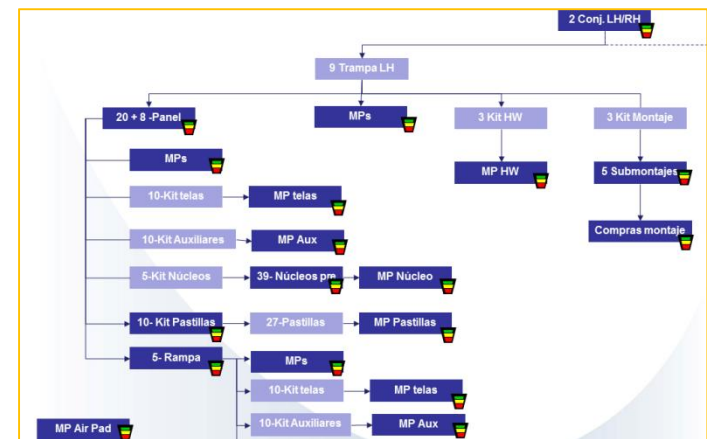 2 Conj. LH/RH
9 Trampa LH
20 + 8 -Panel
MPs
3 Kit HW
3 Kit Montaje
MPs
MP HW
5 Submontajes
10-Kit telas
MP telas
10-Kit Auxiliares
MP Aux
Compras montaje
5-Kit Núcleos
39- Núcleos pre
MP Núcleo
10- Kit Pastillas
27-Pastillas
MP Pastillas
5- Rampa
MPs
10-Kit telas
MP telas
10-Kit Auxiliares
MP Aux
MP Air Pad